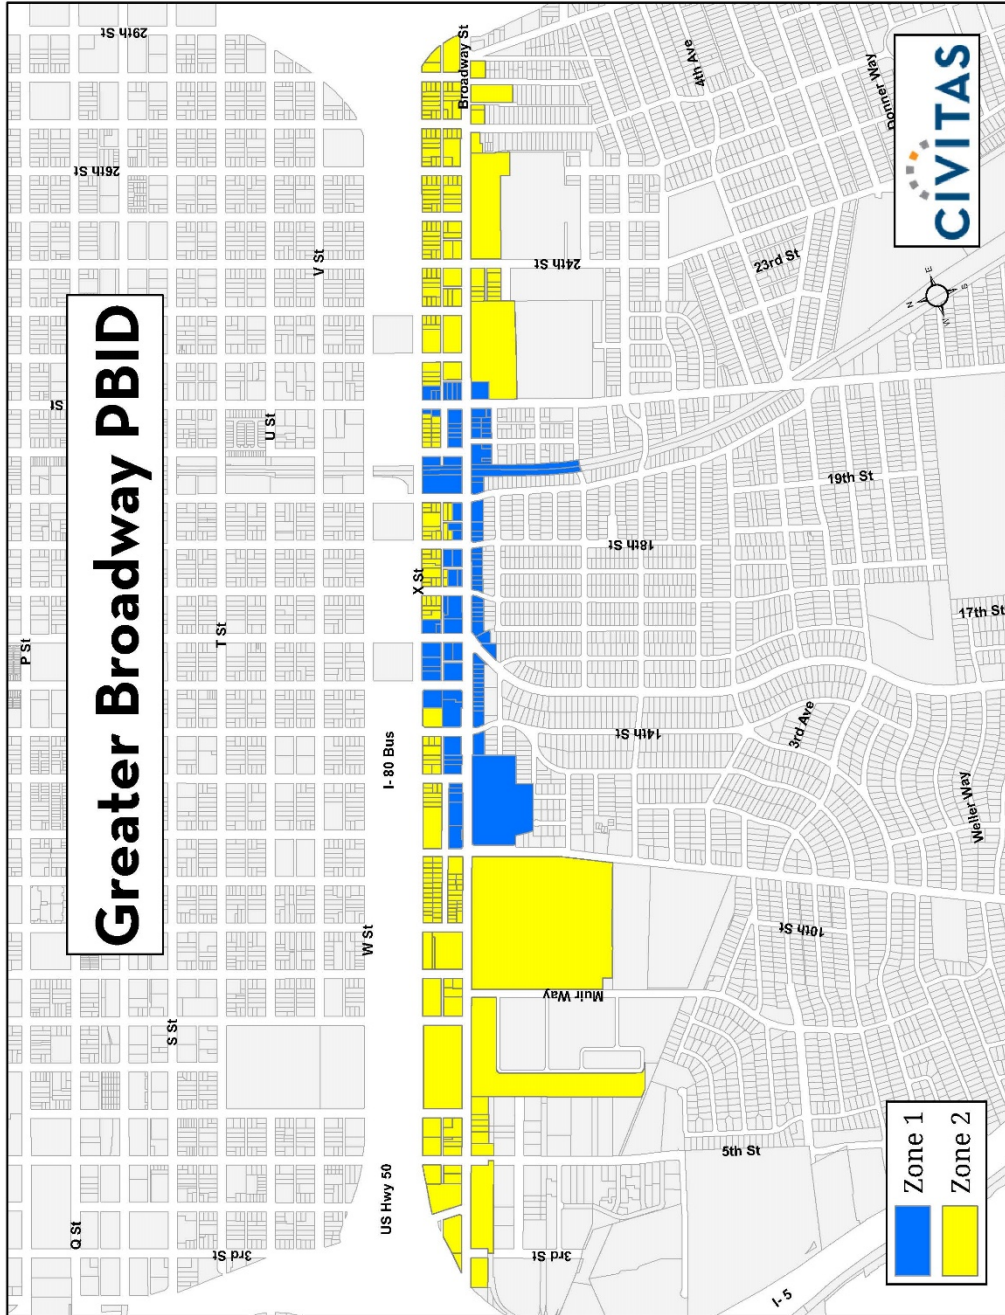 P St
Q St
St
26th St
29th St
Greater Broadway PBID
S St
T St
3rd St
U St
V St
W St
US Hwy 50
I-80 Bus
X St
Broadway St
3rd St
24th St
Muir Way
18th St
14th St
4th Ave
5th St
23rd St
I-5
3rd Ave
10th St
19th St
Donner Way
17th St
Weller Way
N
E
W
S
CIVITAS
Zone 1
Zone 2